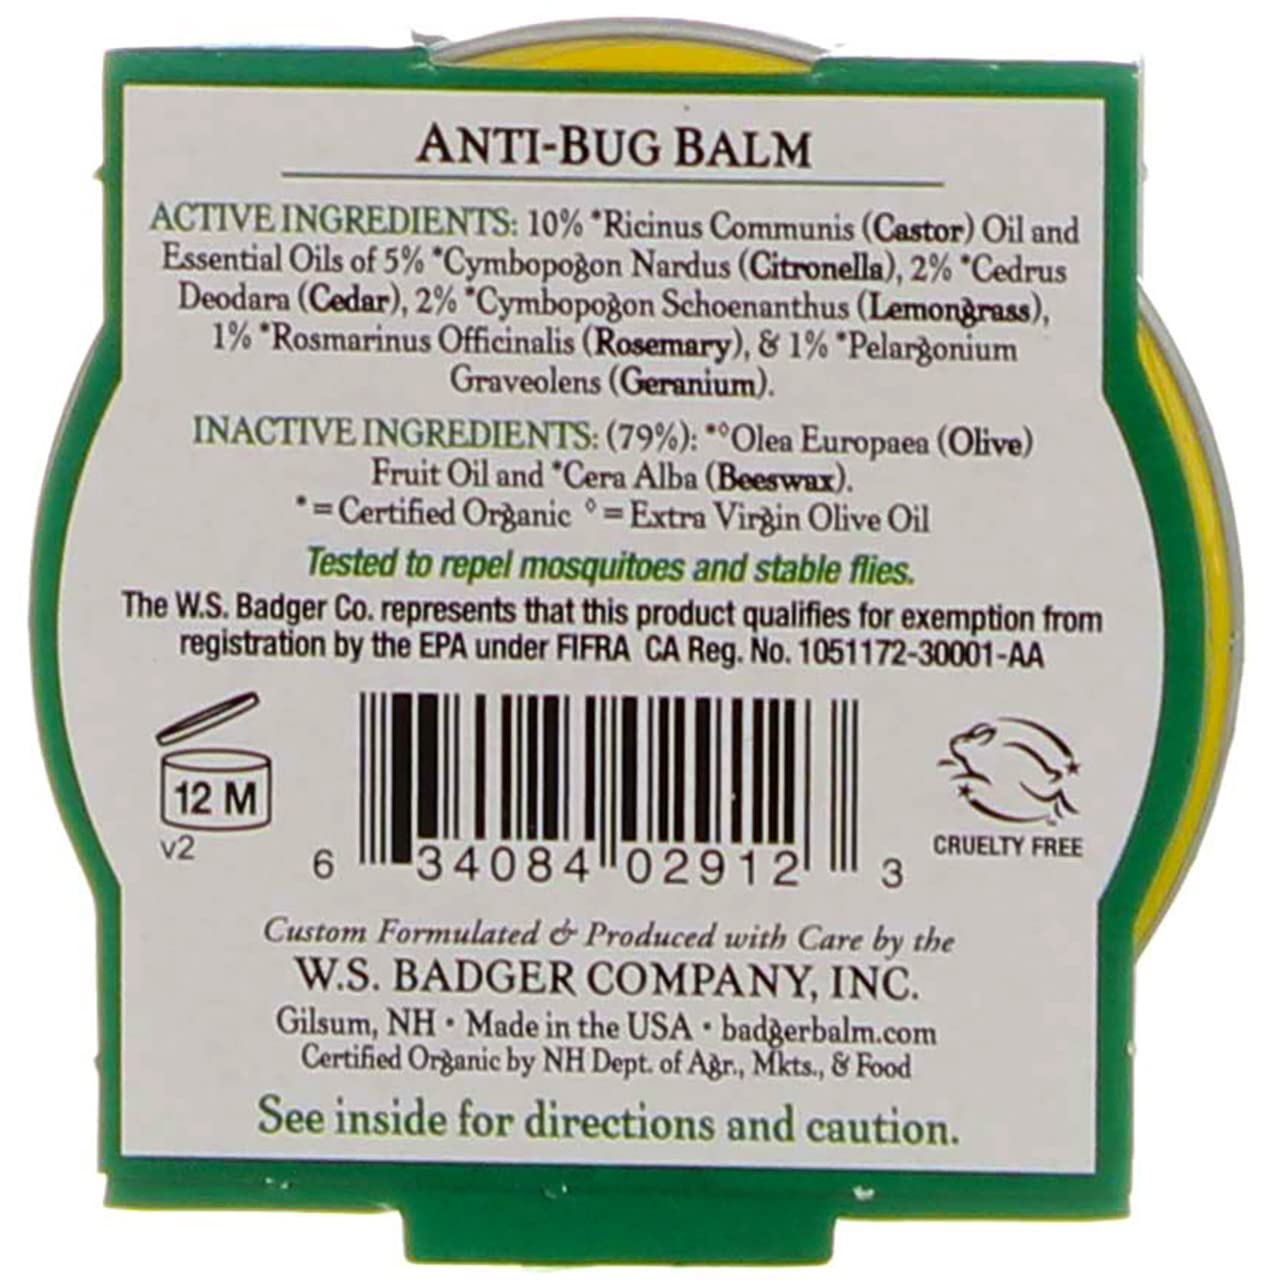 ANTI-BUG BALM
ACTIVE INGREDIENTS: 10% *Ricinus Communis (Castor) Oil and
Essential Oils of 5% *Cymbopogon Nardus (Citronella), 2% *Cedrus
Deodara (Cedar), 2% *Cymbopogon Schoenanthus (Lemongrass),
1% *Rosmarinus Officinalis (Rosemary), & 1% *Pelargonium
Graveolens (Geranium).
INACTIVE INGREDIENTS: (79%): *◊Olea Europaea (Olive)
Fruit Oil and *Cera Alba (Beeswax).
* = Certified Organic ◊ = Extra Virgin Olive Oil
Tested to repel mosquitoes and stable flies.
The W.S. Badger Co. represents that this product qualifies for exemption from
registration by the EPA under FIFRA CA Reg. No. 1051172-30001-AA
12 M
v2
6 34084 02912 3
CRUELTY FREE
Custom Formulated & Produced with Care by the
W.S. BADGER COMPANY, INC.
Gilsum, NH • Made in the USA • badgerbalm.com
Certified Organic by NH Dept. of Agr., Mkts., & Food
See inside for directions and caution.